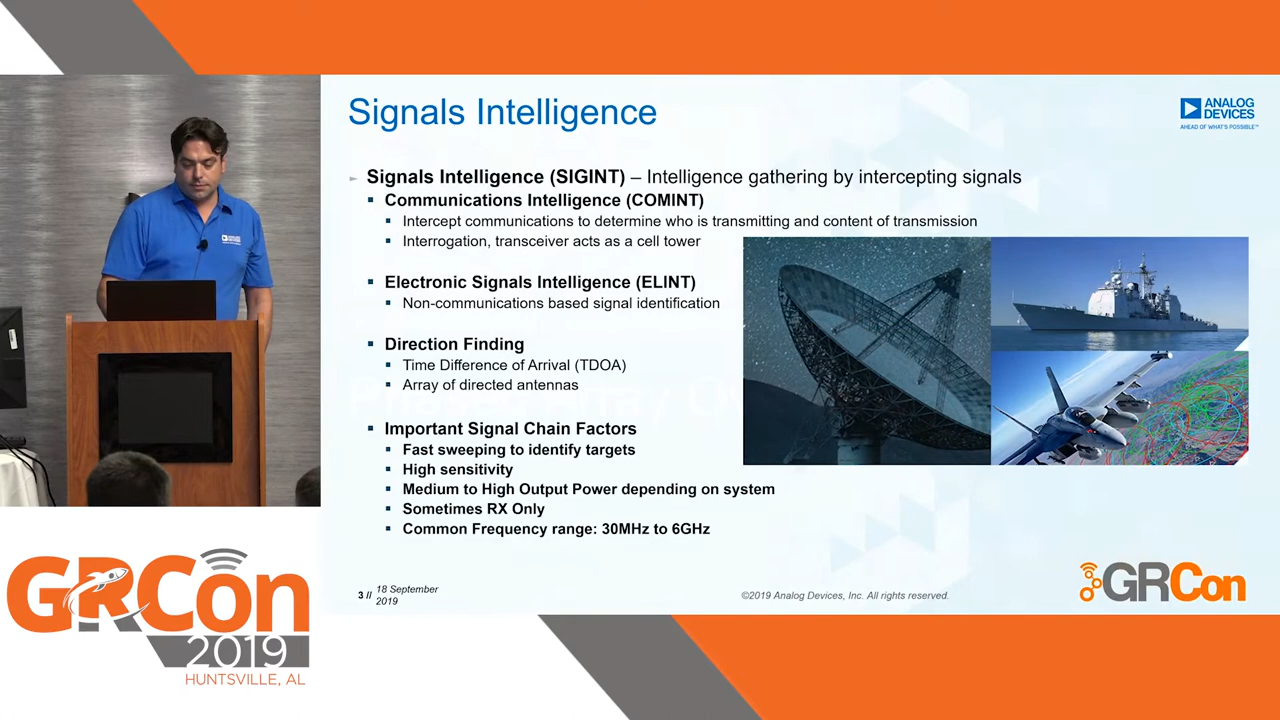 Signals Intelligence
ANALOG
DEVICES
AHEAD OF WHAT'S POSSIBLE™
► Signals Intelligence (SIGINT) – Intelligence gathering by intercepting signals
▪ Communications Intelligence (COMINT)
▪ Intercept communications to determine who is transmitting and content of transmission
▪ Interrogation, transceiver acts as a cell tower
▪ Electronic Signals Intelligence (ELINT)
▪ Non-communications based signal identification
▪ Direction Finding
▪ Time Difference of Arrival (TDOA)
▪ Array of directed antennas
▪ Important Signal Chain Factors
▪ Fast sweeping to identify targets
▪ High sensitivity
▪ Medium to High Output Power depending on system
▪ Sometimes RX Only
▪ Common Frequency range: 30MHz to 6GHz
3 // 18 September
2019
©2019 Analog Devices, Inc. All rights reserved.
GRCon
ANALOG
DEVICES
GRCon
2019
HUNTSVILLE, AL